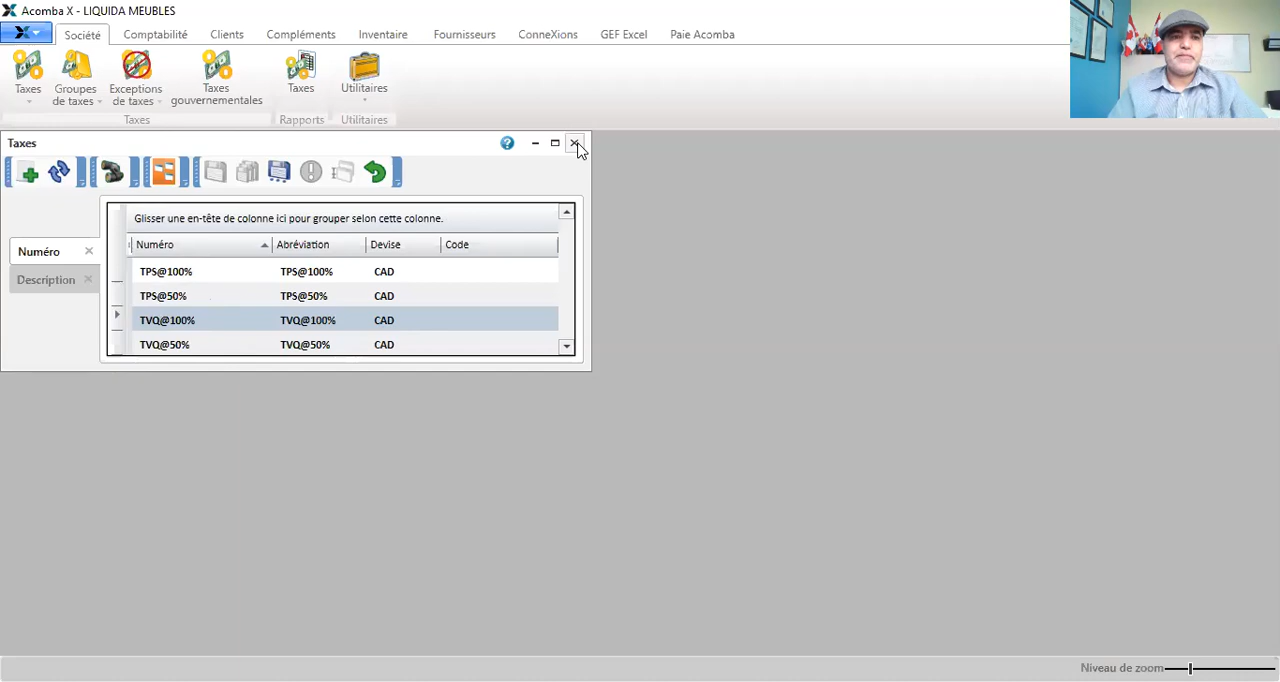 Acomba X - LIQUIDA MEUBLES
Société Comptabilité Clients Compléments Inventaire Fournisseurs ConneXions GEF Excel Paie Acomba
Taxes Groupes de taxes Exceptions de taxes Taxes gouvernementales Taxes Utilitaires
Taxes Rapports Utilitaires
Taxes
Glisser une en-tête de colonne ici pour grouper selon cette colonne.
Numéro Abréviation Devise Code
Numéro
Description
TPS@100% TPS@100% CAD
TPS@50% TPS@50% CAD
TVQ@100% TVQ@100% CAD
TVQ@50% TVQ@50% CAD
Niveau de zoom